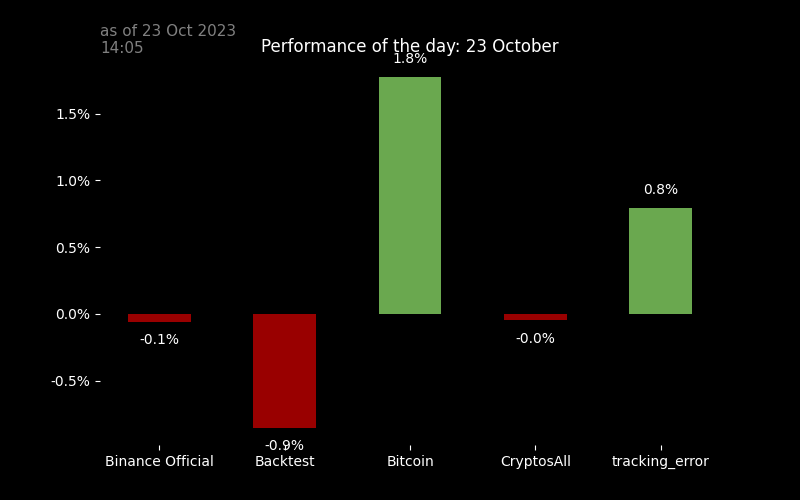 as of 23 Oct 2023
14:05
Performance of the day: 23 October
1.8%
1.5%
1.0%
0.8%
0.5%
0.0%
-0.1%
-0.0%
-0.5%
-0.9%
Binance Official
Backtest
Bitcoin
CryptosAll
tracking_error